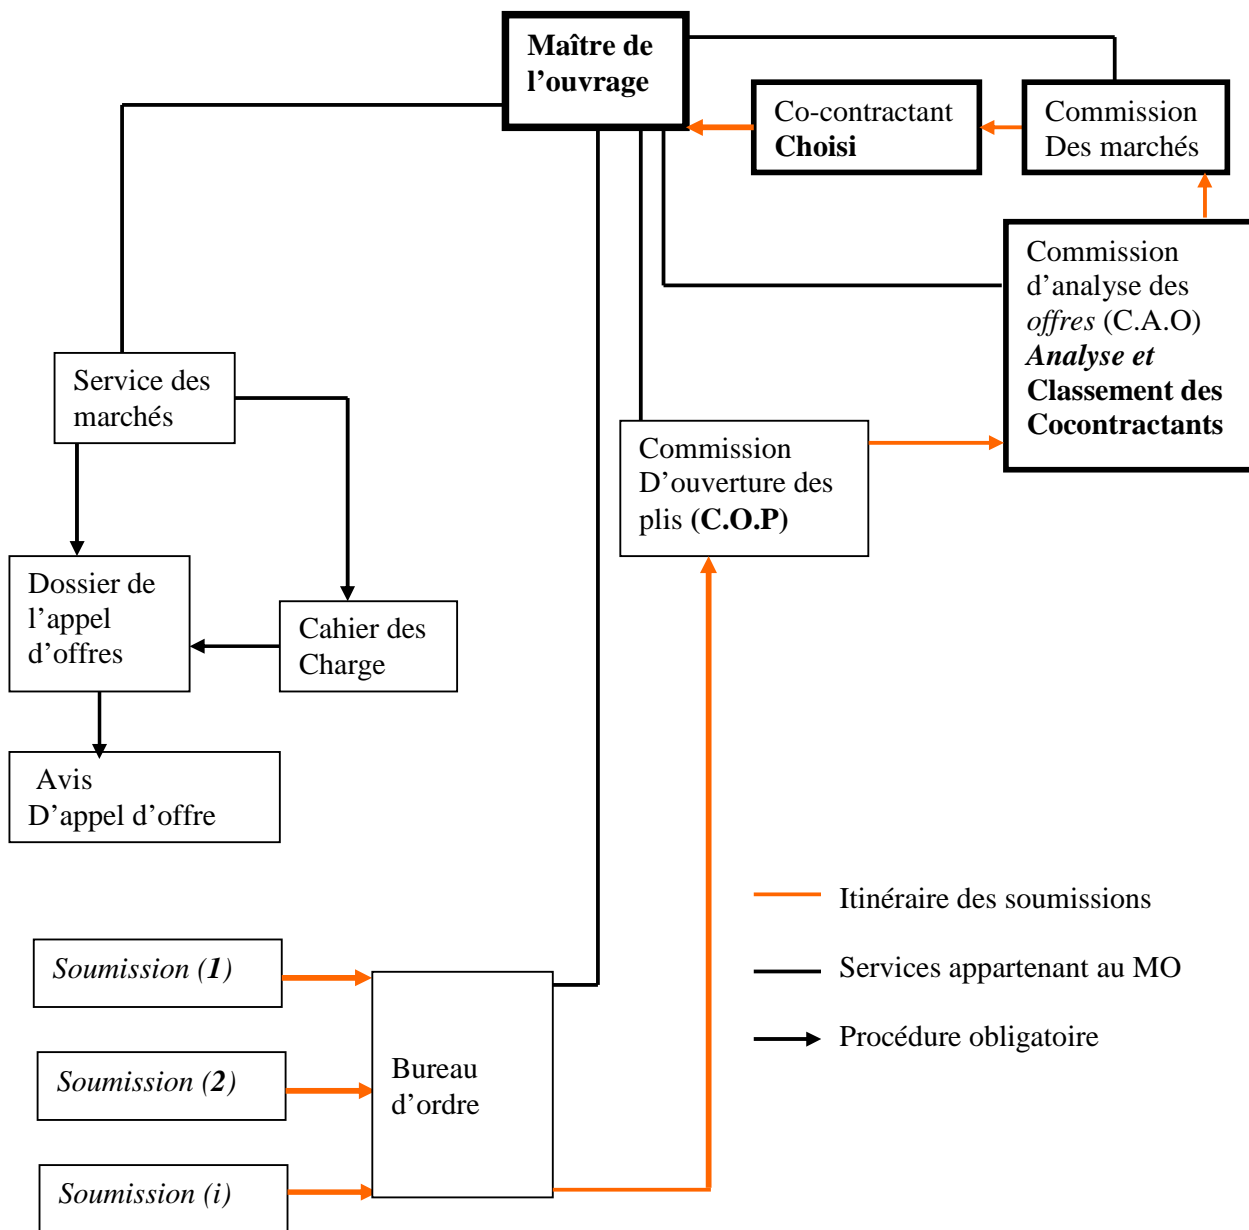 Maître de
l’ouvrage
Co-contractant
Choisi
Commission
Des marchés
Commission
d’analyse des
offres (C.A.O)
Analyse et
Classement des
Cocontractants
Service des
marchés
Commission
D’ouverture des
plis (C.O.P)
Dossier de
l’appel
d’offres
Cahier des
Charge
Avis
D’appel d’offre
Itinéraire des soumissions
Services appartenant au MO
Procédure obligatoire
Soumission (1)
Soumission (2)
Soumission (i)
Bureau
d’ordre